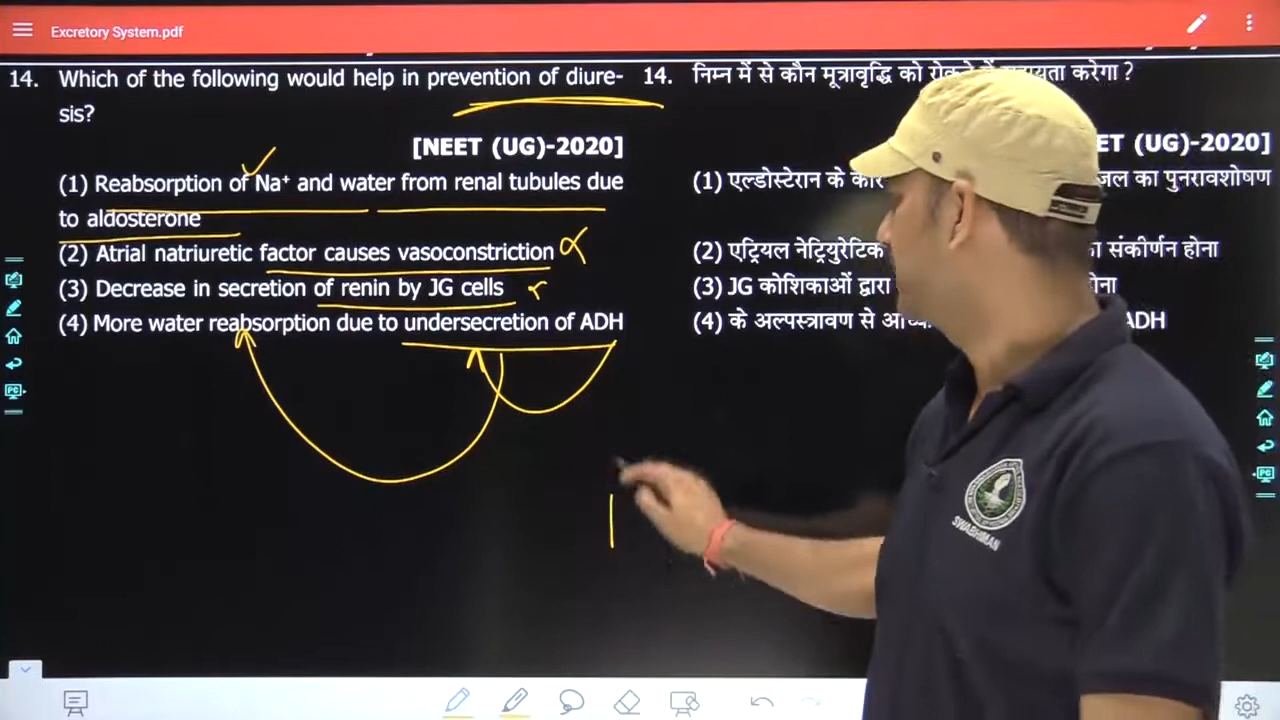 Excretory System.pdf
14. Which of the following would help in prevention of diure-
sis?
[NEET (UG)-2020]
(1) Reabsorption of Na⁺ and water from renal tubules due
to aldosterone
(2) Atrial natriuretic factor causes vasoconstriction
(3) Decrease in secretion of renin by JG cells
(4) More water reabsorption due to undersecretion of ADH
14. निम्न में से कौन मूत्रावृद्धि को रोकने में सहायता करेगा ?
ET (UG)-2020]
(1) एल्डोस्टेरान के जल का पुनरावशोषण
(2) एट्रियल नेट्रियुरेटिक का संकीर्णन होना
(3) JG कोशिकाओं द्वारा होना
(4) के अल्पस्त्रावण से ADH
SWABHIMAN